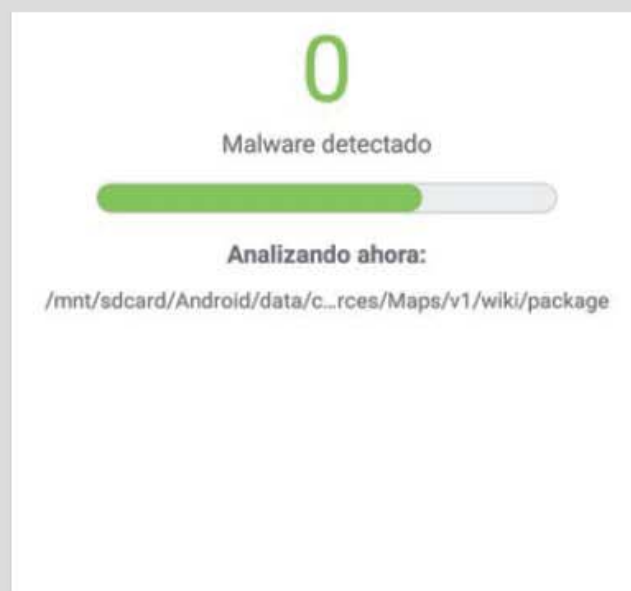 0
Malware detectado
Analizando ahora:
/mnt/sdcard/Android/data/c...rces/Maps/v1/wiki/package